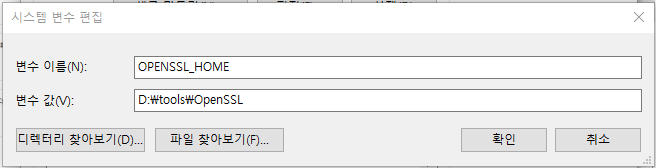 시스템 변수 편집
변수 이름(N): OPENSSL_HOME
변수 값(V): D:₩tools₩OpenSSL
디렉터리 찾아보기(D)... 파일 찾아보기(F)... 확인 취소